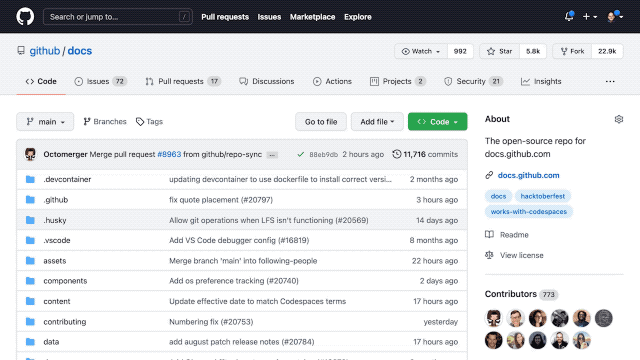 Search or jump to... /
Pull requests Issues Marketplace Explore
github / docs
Watch 992 Star 5.8k Fork 22.9k
Code Issues 72 Pull requests 17 Discussions Actions Projects 2 Security 21 Insights ...
main Branches Tags Go to file Add file Code
Octomerger Merge pull request #8963 from github/repo-sync ... 88eb9db 2 hours ago 11,716 commits
.devcontainer updating devcontainer to use dockerfile to install correct versi... 2 months ago
.github fix quote placement (#20797) 3 hours ago
.husky Allow git operations when LFS isn't functioning (#20569) 14 days ago
.vscode Add VS Code debugger config (#16819) 8 months ago
assets Merge branch 'main' into following-people 22 hours ago
components Add os preference tracking (#20740) 2 days ago
content Update effective date to match Codespaces terms 17 hours ago
contributing Numbering fix (#20753) yesterday
data add august patch release notes (#20784) 17 hours ago
About
The open-source repo for
docs.github.com
docs.github.com
docs hacktoberfest
works-with-codespaces
Readme
View license
Contributors 773